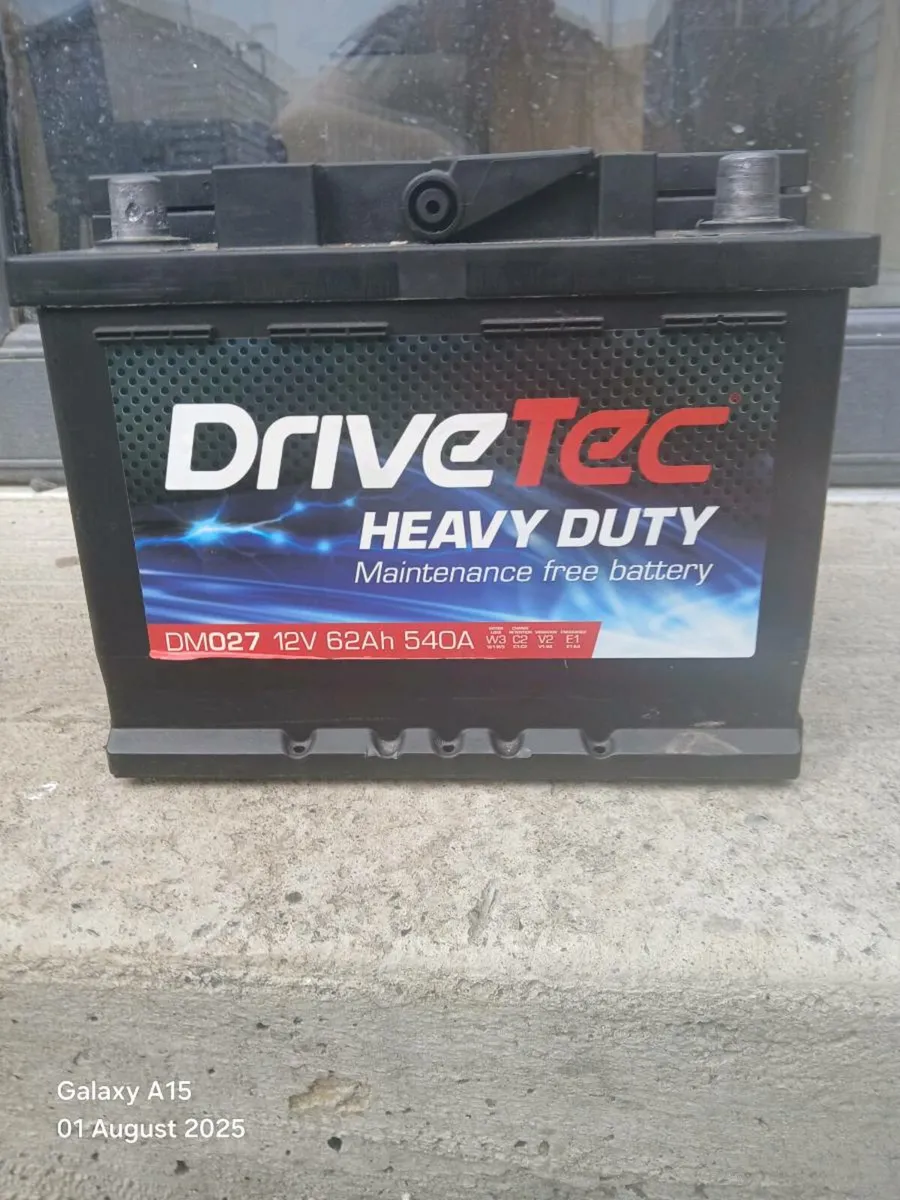 DRIVETEC
HEAVY DUTY
Maintenance free battery
DM027 12V 62Ah 540A W3 C2 V2 E1
Galaxy A15
01 August 2025